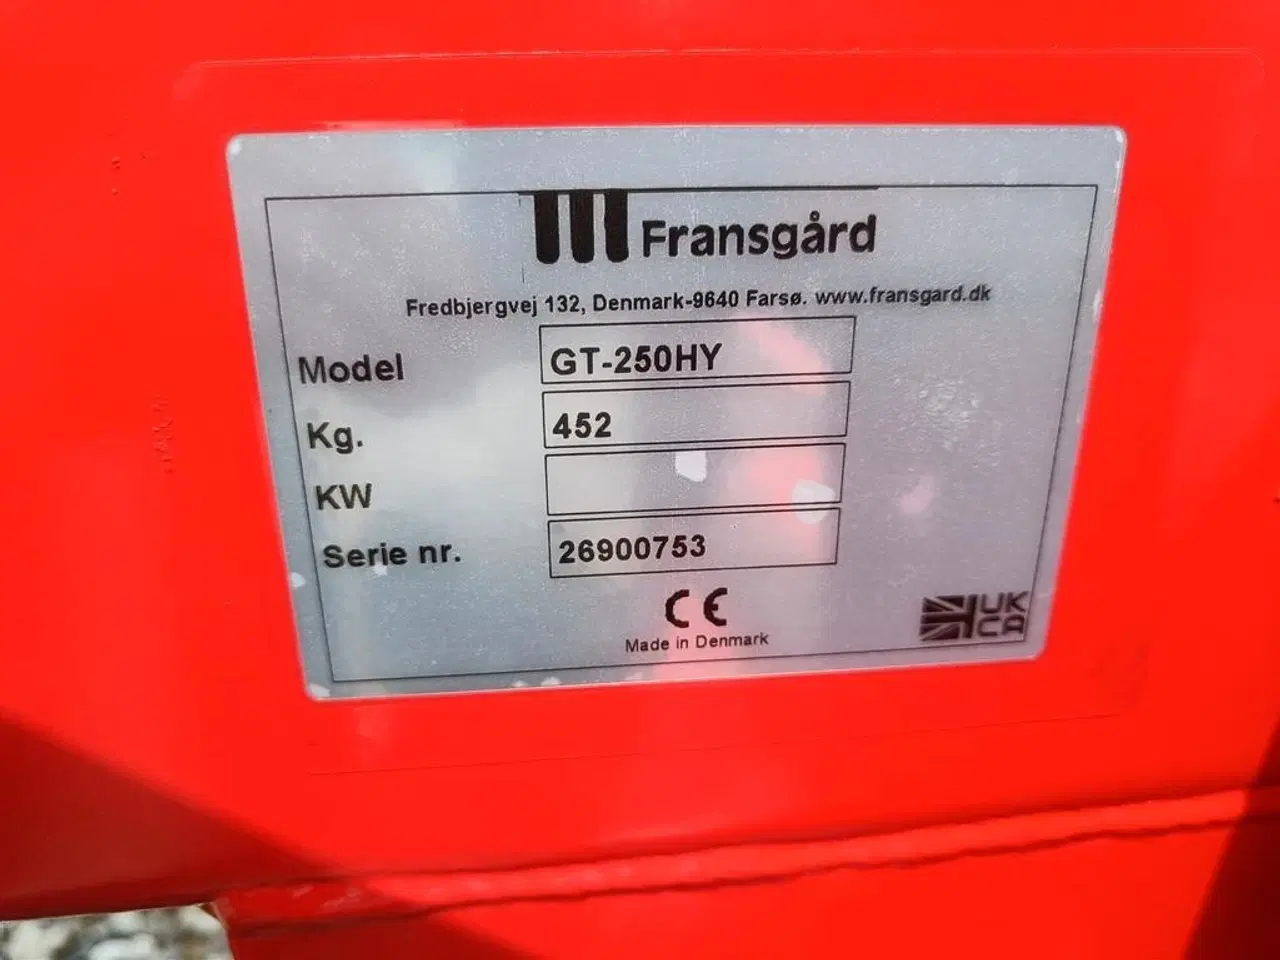 Fransgård
Fredbjergvej 132, Denmark-9640 Farsø. www.fransgard.dk
Model GT-250HY
Kg. 452
KW
Serie nr. 26900753
CE
Made in Denmark
UK
CA